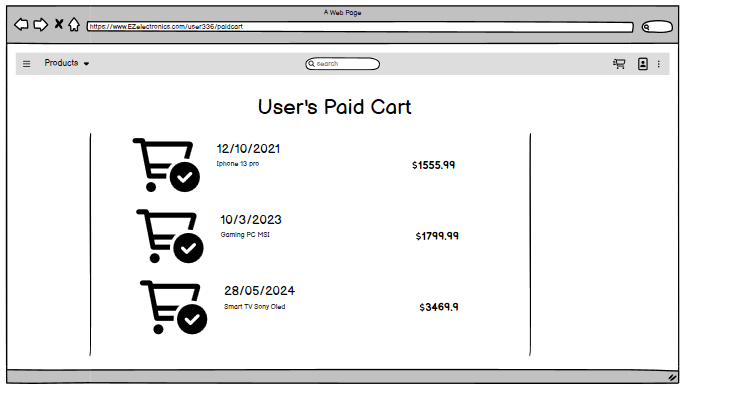 A Web Page
https://www.EZelectronics.com/user336/paidcart
Products
search
User's Paid Cart
12/10/2021
Iphone 13 pro
$1555.99
10/3/2023
Gaming PC MSI
$1799.99
28/05/2024
Smart TV Sony Oled
$3469.9